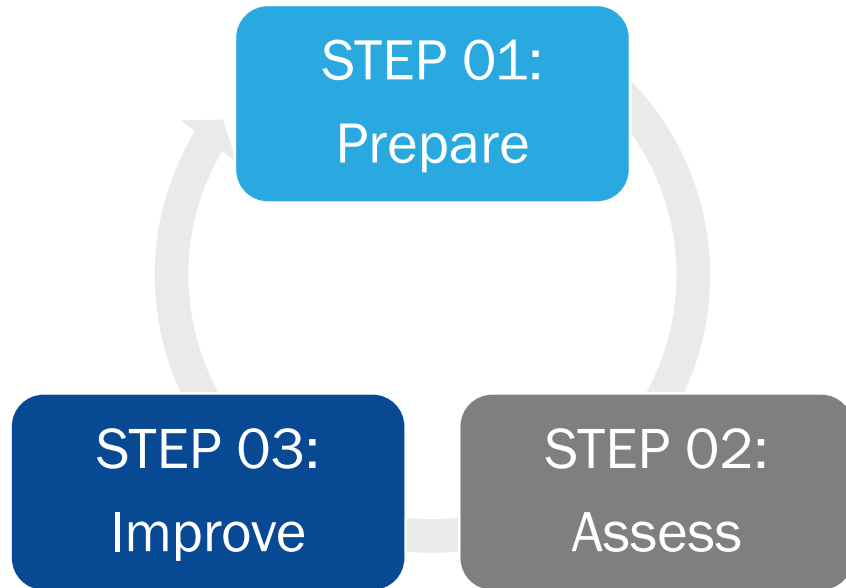 STEP 01:
Prepare
STEP 02:
Assess
STEP 03:
Improve